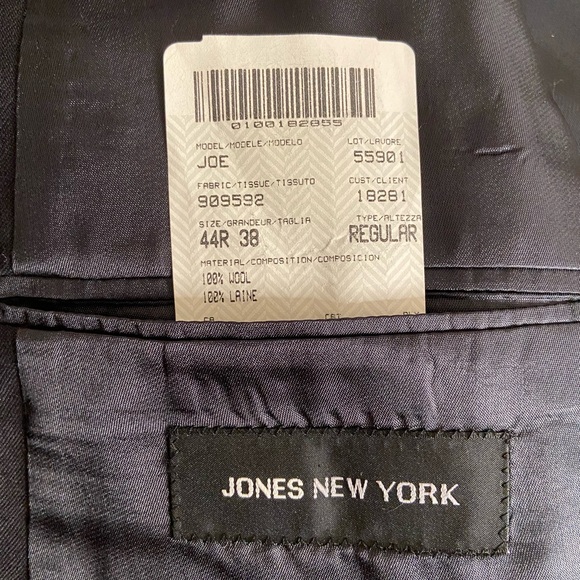 0100182855
MODEL/MODELE/MODELO LOT/LAVORE
JOE 55901
FABRIC/TISSUE/TISSUTO CUST/CLIENT
909592 18281
SIZE/GRANDEUR/TAGLIA TYPE/ALTEZZA
44R 38 REGULAR
MATERIAL/COMPOSITION/COMPOSICION
100% WOOL
100% LAINE
JONES NEW YORK